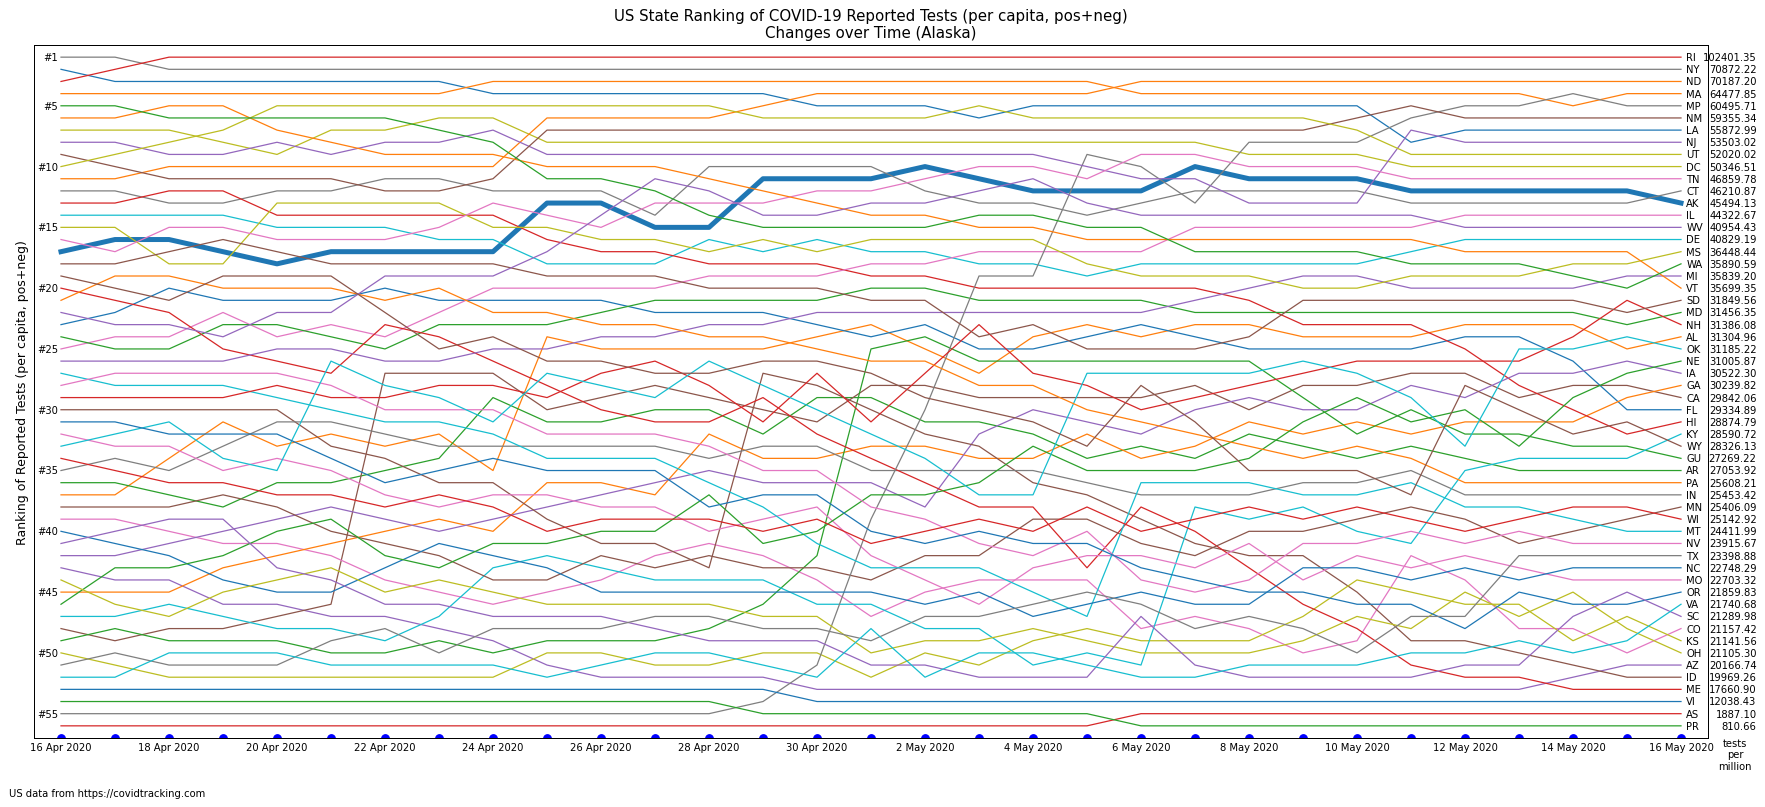 US State Ranking of COVID-19 Reported Tests (per capita, pos+neg)
Changes over Time (Alaska)
Ranking of Reported Tests (per capita, pos+neg)
#1
#5
#10
#15
#20
#25
#30
#35
#40
#45
#50
#55
RI 102401.35
NY 70872.22
ND 70187.20
MA 64477.85
MP 60495.71
NM 59355.34
LA 55872.99
NJ 53503.02
UT 52020.02
DC 50346.51
TN 46859.78
CT 46210.87
AK 45494.13
IL 44322.67
WV 40954.43
DE 40829.19
MS 36448.44
WA 35890.59
MI 35839.20
VT 35699.35
SD 31849.56
MD 31456.35
NH 31386.08
AL 31304.96
OK 31185.22
NE 31005.87
IA 30522.30
GA 30239.82
CA 29842.06
FL 29334.89
HI 28874.79
KY 28590.72
WY 28326.13
GU 27269.22
AR 27053.92
PA 25608.21
IN 25453.42
MN 25406.09
WI 25142.92
MT 24411.99
NV 23915.67
TX 23398.88
NC 22748.29
MO 22703.32
OR 21859.83
VA 21740.68
SC 21289.98
CO 21157.42
KS 21141.56
OH 21105.30
AZ 20166.74
ID 19969.26
ME 17660.90
VI 12038.43
AS 1887.10
PR 810.66
16 Apr 2020 18 Apr 2020 20 Apr 2020 22 Apr 2020 24 Apr 2020 26 Apr 2020 28 Apr 2020 30 Apr 2020 2 May 2020 4 May 2020 6 May 2020 8 May 2020 10 May 2020 12 May 2020 14 May 2020 16 May 2020
tests
per
million
US data from https://covidtracking.com